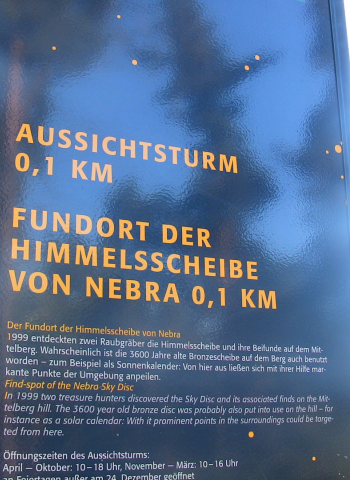 AUSSICHTSTURM
0,1 KM
FUNDORT DER
HIMMELSSCHEIBE
VON NEBRA 0,1 KM
Der Fundort der Himmelsscheibe von Nebra
1999 entdeckten zwei Raubgräber die Himmelsscheibe und ihre Beifunde auf dem Mit-
telberg. Wahrscheinlich ist die 3600 Jahre alte Bronzescheibe auf dem Berg auch benutzt
worden – zum Beispiel als Sonnenkalender: Von hier aus ließen sich mit ihrer Hilfe mar-
kante Punkte der Umgebung anpeilen.
Find-spot of the Nebra Sky Disc
In 1999 two treasure hunters discovered the Sky Disc and its associated finds on the Mit-
telberg hill. The 3600 year old bronze disc was probably also put into use on the hill – for
instance as a solar calendar: With it prominent points in the surroundings could be targe-
ted from here.
Öffnungszeiten des Aussichtsturms:
April – Oktober: 10 – 18 Uhr, November – März: 10 – 16 Uhr
an Feiertagen außer am 24. Dezember geöffnet